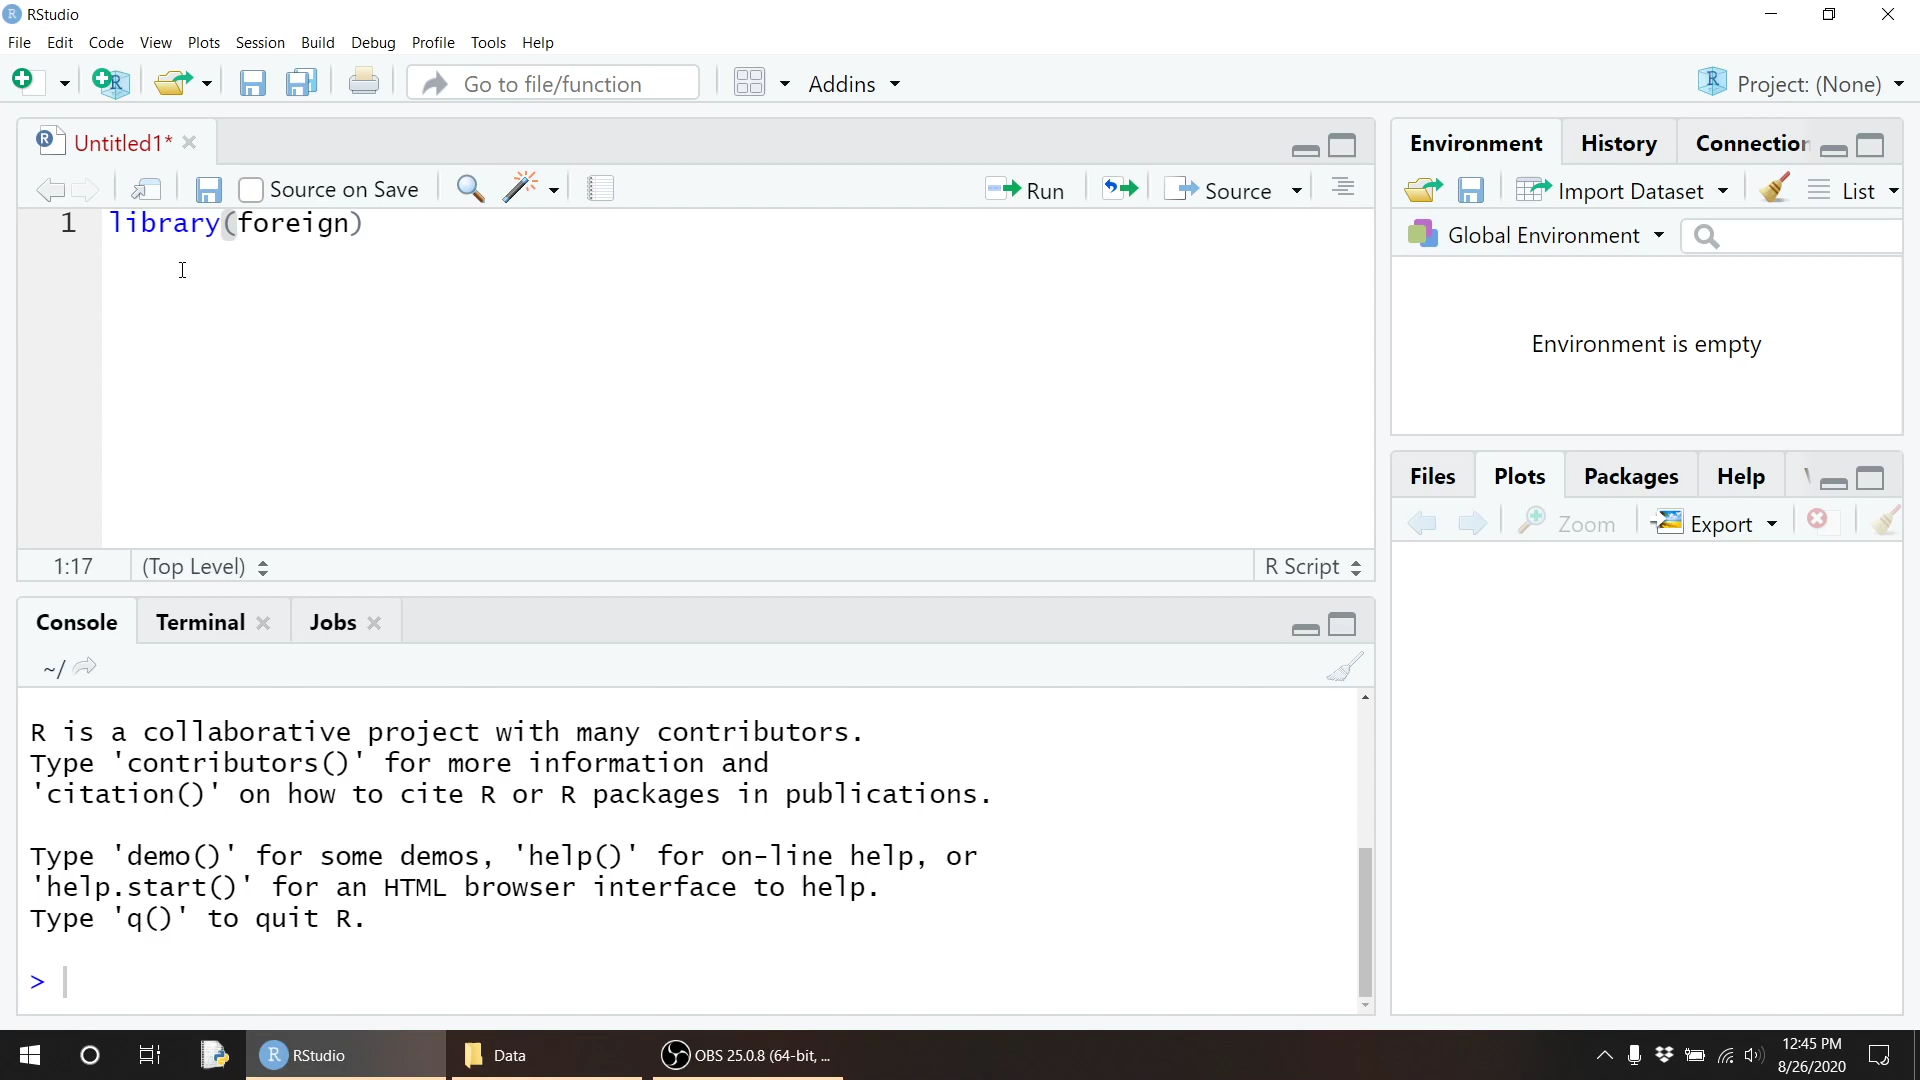 RStudio
File Edit Code View Plots Session Build Debug Profile Tools Help
Go to file/function Addins Project: (None)
Untitled1*
Source on Save Run Source
1 library(foreign)
1:17 (Top Level) R Script
Console Terminal Jobs
~/
R is a collaborative project with many contributors.
Type 'contributors()' for more information and
'citation()' on how to cite R or R packages in publications.
Type 'demo()' for some demos, 'help()' for on-line help, or
'help.start()' for an HTML browser interface to help.
Type 'q()' to quit R.
>
Environment History Connection
Import Dataset List
Global Environment
Environment is empty
Files Plots Packages Help
Zoom Export
RStudio Data OBS 25.0.8 (64-bit, ...
12:45 PM
8/26/2020